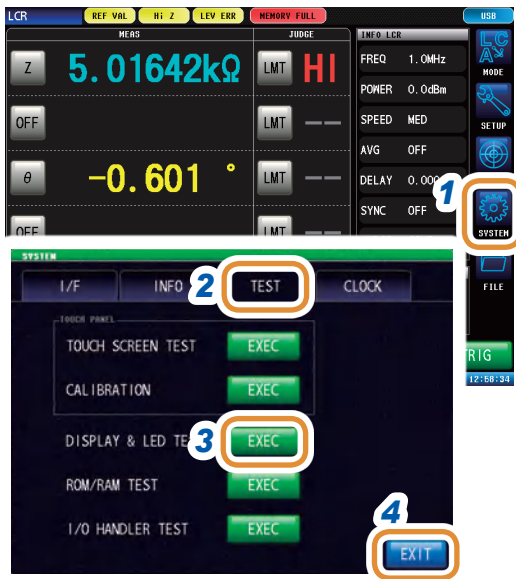 LCR REF VAL Hi Z LEV ERR MEMORY FULL USB
MEAS JUDGE INFO LCR
Z 5.01642kΩ LMT HI FREQ 1.0MHz
MODE
POWER 0.0dBm
OFF LMT -- SPEED MED
SETUP
AVG OFF
θ -0.601 ° LMT -- DELAY 0.000
1
SYNC OFF
SYSTEM
OFF LMT
SYSTEM
I/F INFO 2 TEST CLOCK
FILE
TOUCH PANEL
TOUCH SCREEN TEST EXEC
RIG
12:58:34
CALIBRATION EXEC
DISPLAY & LED TE 3 EXEC
ROM/RAM TEST EXEC
4
I/O HANDLER TEST EXEC
EXIT